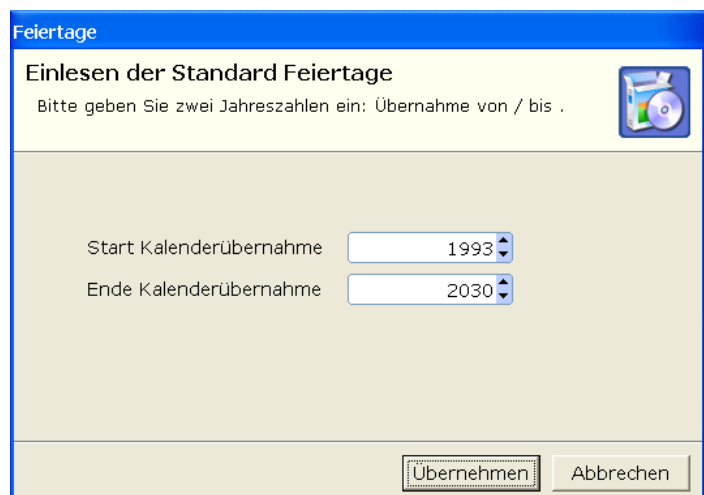 Feiertage
Einlesen der Standard Feiertage
Bitte geben Sie zwei Jahreszahlen ein: Übernahme von / bis .
Start Kalenderübernahme 1993
Ende Kalenderübernahme 2030
Übernehmen Abbrechen